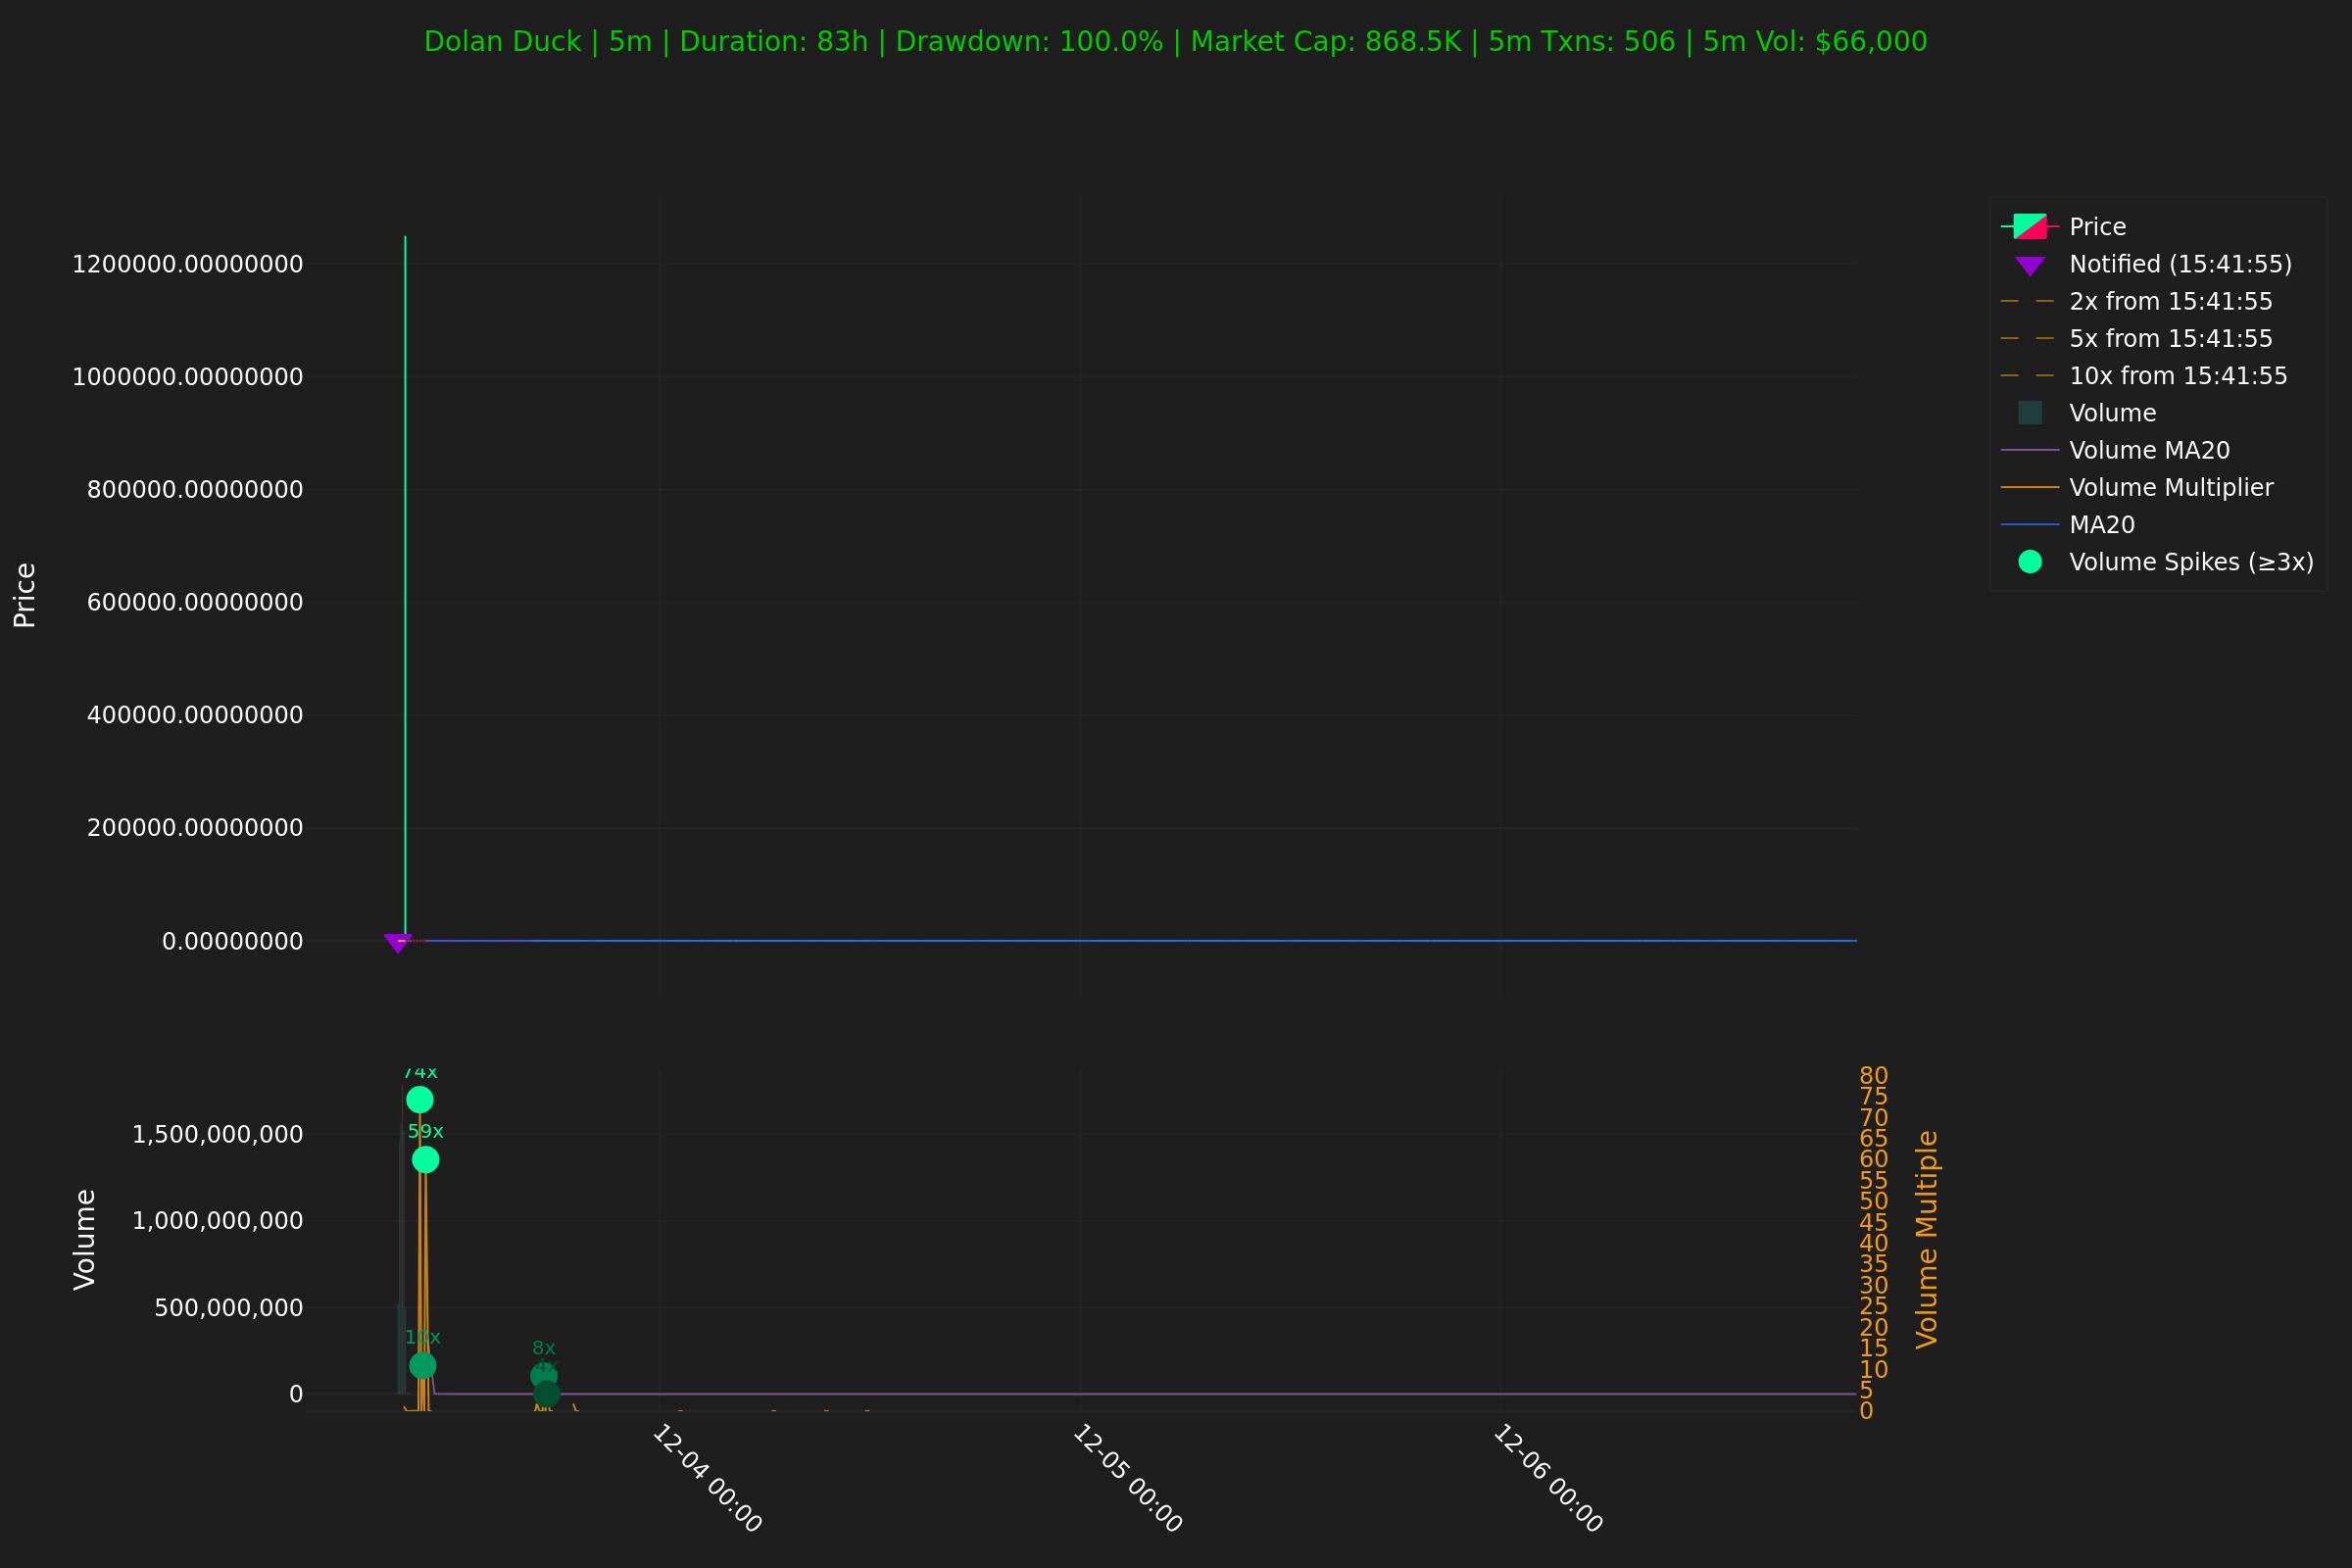 Dolan Duck | 5m | Duration: 83h | Drawdown: 100.0% | Market Cap: 868.5K | 5m Txns: 506 | 5m Vol: $66,000
Price
1200000.00000000
1000000.00000000
800000.00000000
600000.00000000
400000.00000000
200000.00000000
0.00000000
Price
Notified (15:41:55)
2x from 15:41:55
5x from 15:41:55
10x from 15:41:55
Volume
Volume MA20
Volume Multiplier
MA20
Volume Spikes (≥3x)
Volume
1,500,000,000
1,000,000,000
500,000,000
0
74x
59x
8x
4x
80
75
70
65
60
55
50
45
40
35
30
25
20
15
10
5
0
Volume Multiple
12-04 00:00
12-05 00:00
12-06 00:00